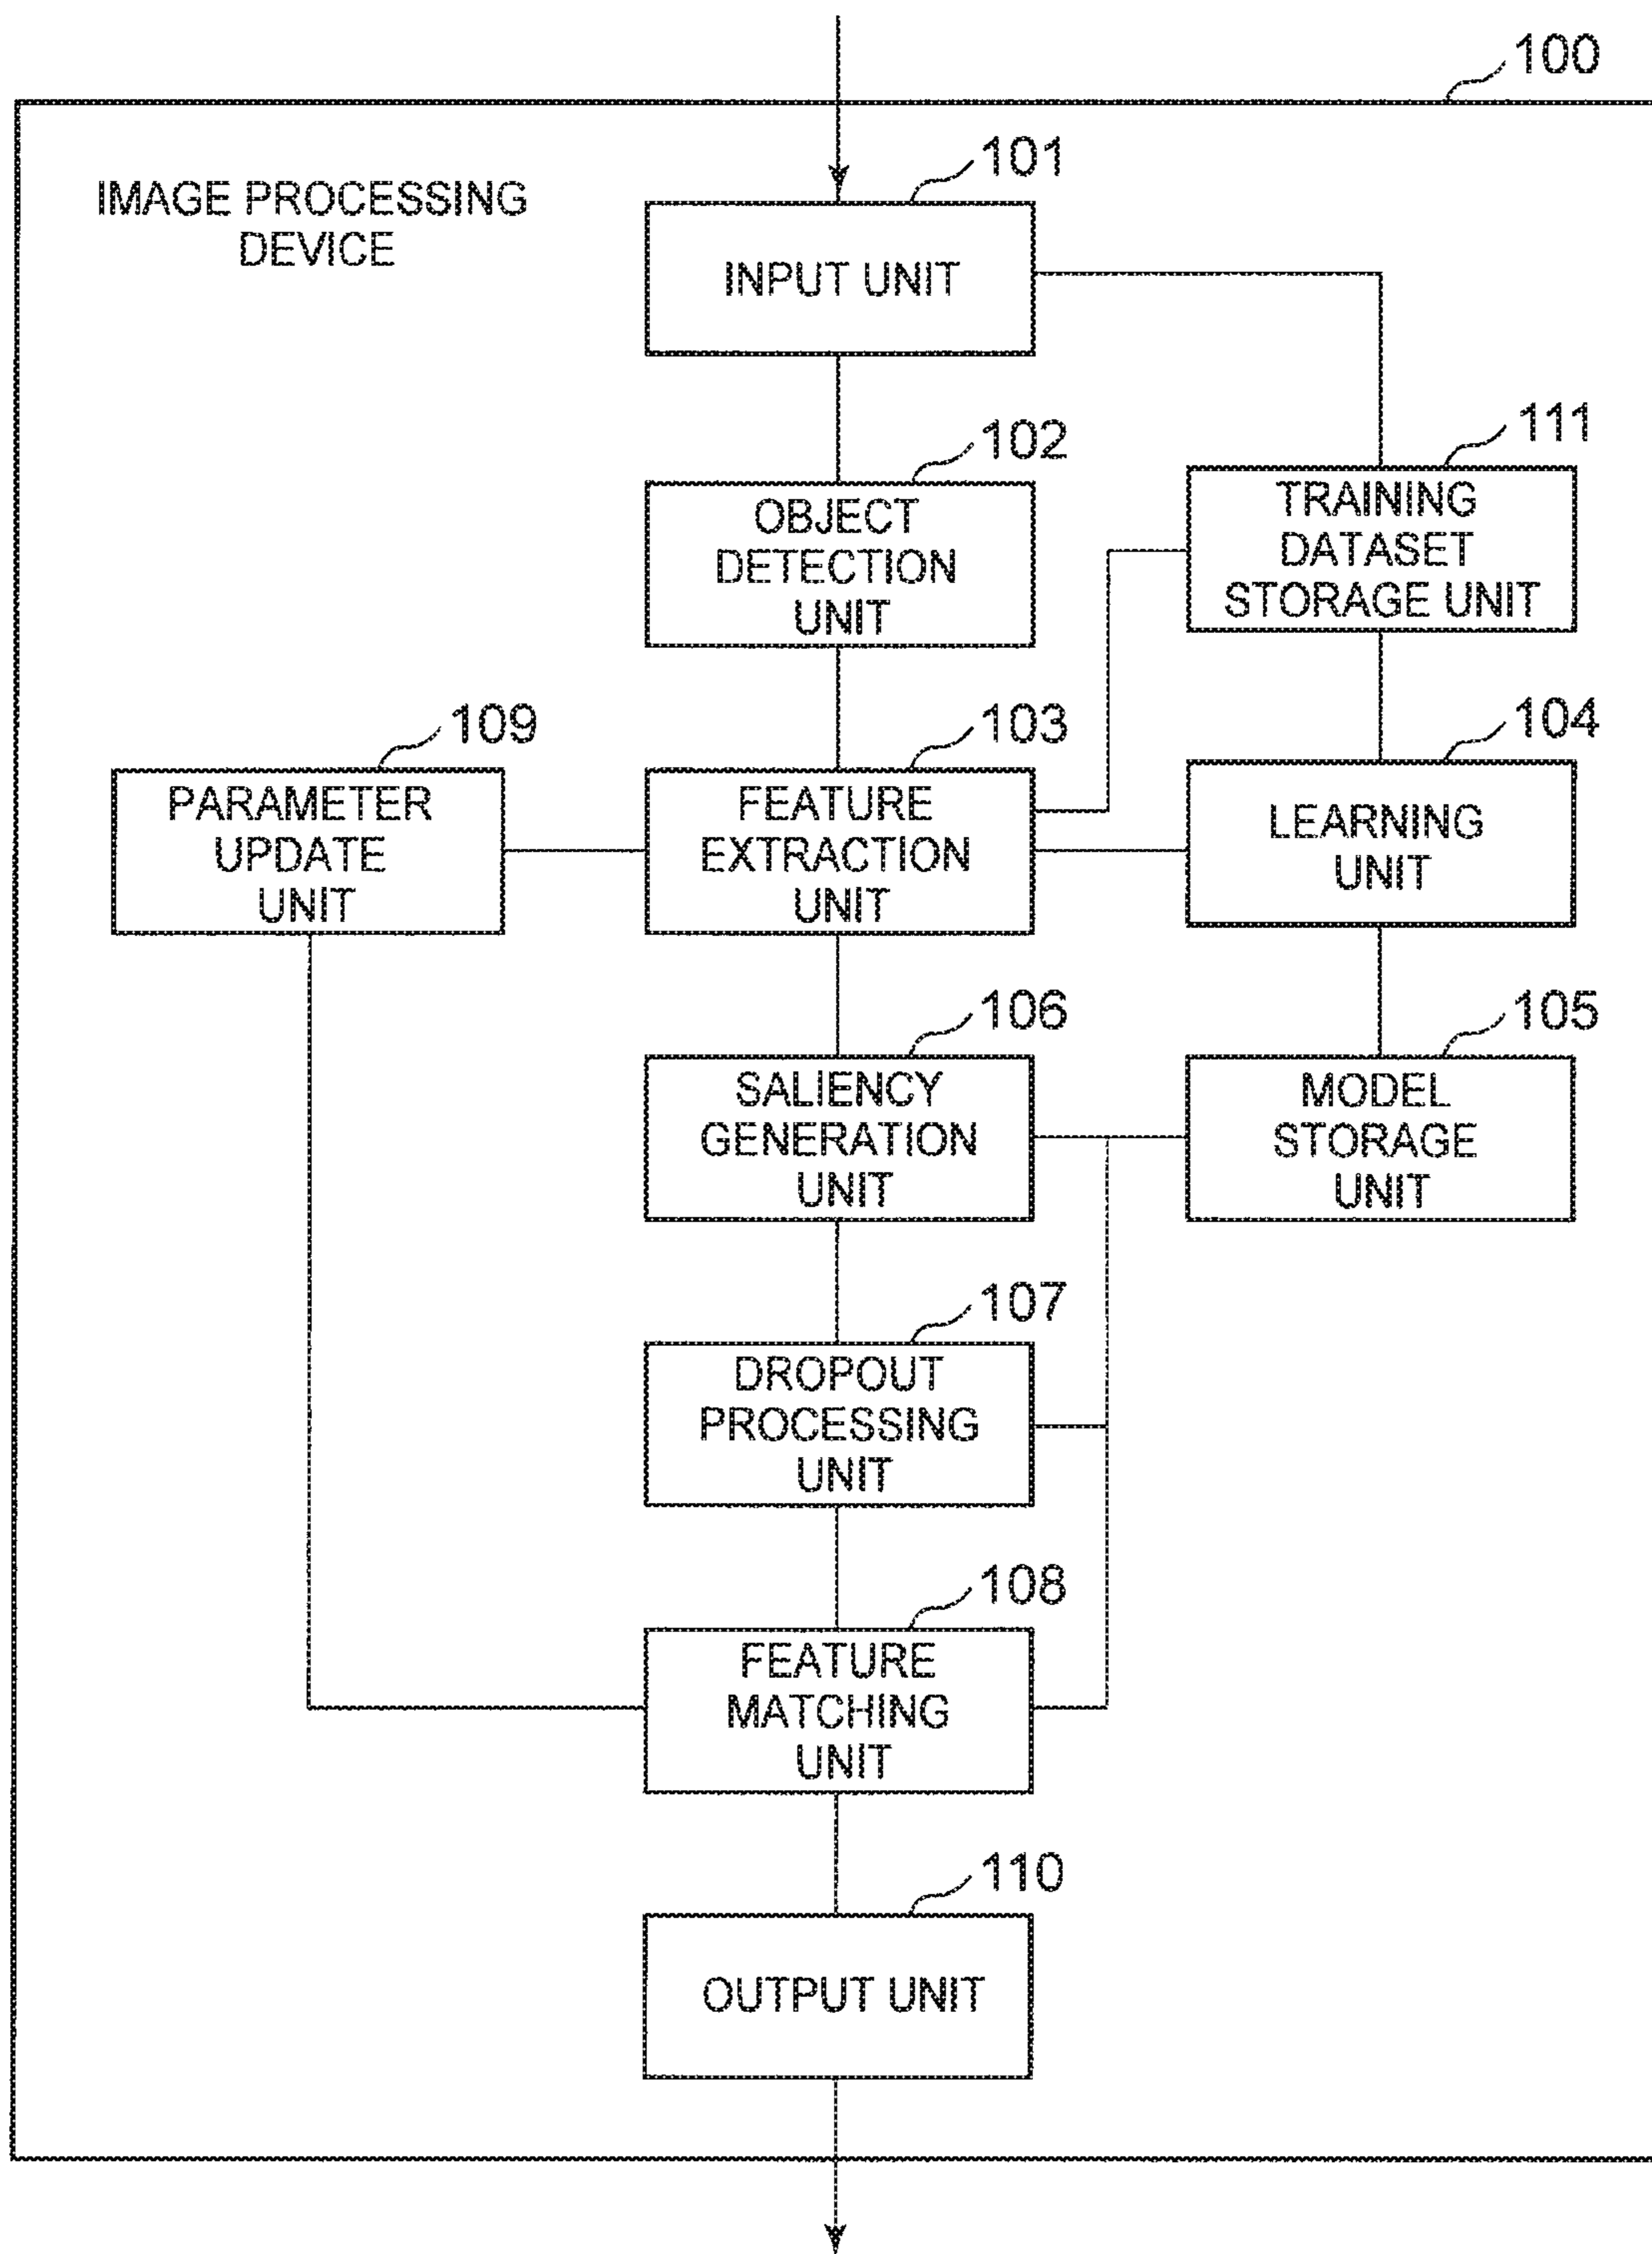 100
IMAGE PROCESSING
DEVICE
101
INPUT UNIT
102
OBJECT
DETECTION
UNIT
111
TRAINING
DATASET
STORAGE UNIT
109
PARAMETER
UPDATE
UNIT
103
FEATURE
EXTRACTION
UNIT
104
LEARNING
UNIT
106
SALIENCY
GENERATION
UNIT
105
MODEL
STORAGE
UNIT
107
DROPOUT
PROCESSING
UNIT
108
FEATURE
MATCHING
UNIT
110
OUTPUT UNIT